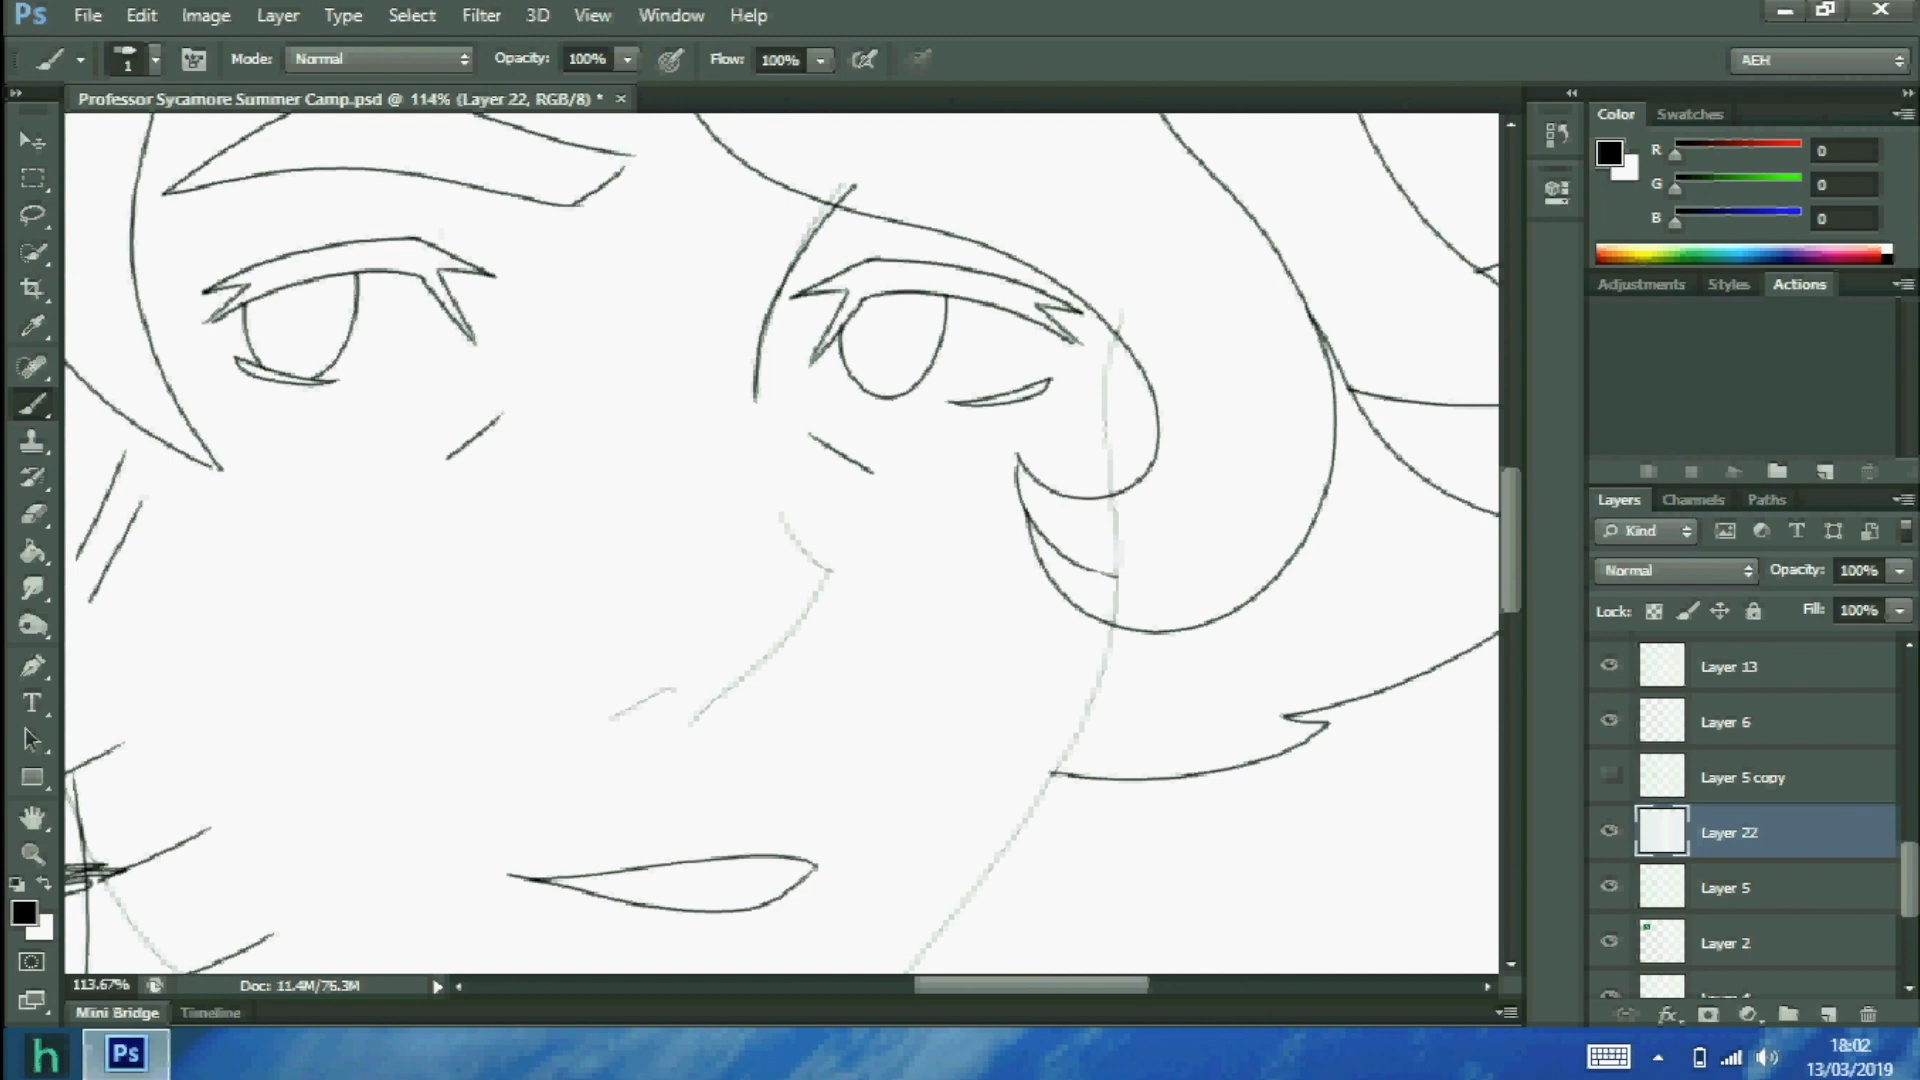 Ps File Edit Image Layer Type Select Filter 3D View Window Help
1 Mode: Normal Opacity: 100% Flow: 100% AEH
Professor Sycamore Summer Camp.psd @ 114% (Layer 22, RGB/8) * ×
Color Swatches
R 0
G 0
B 0
Adjustments Styles Actions
Layers Channels Paths
Kind
Normal Opacity: 100%
Lock: Fill: 100%
Layer 13
Layer 6
Layer 5 copy
Layer 22
Layer 5
Layer 2
113.67% Doc: 11.4M/76.3M
Mini Bridge Timeline
h Ps
18:02
13/03/2019